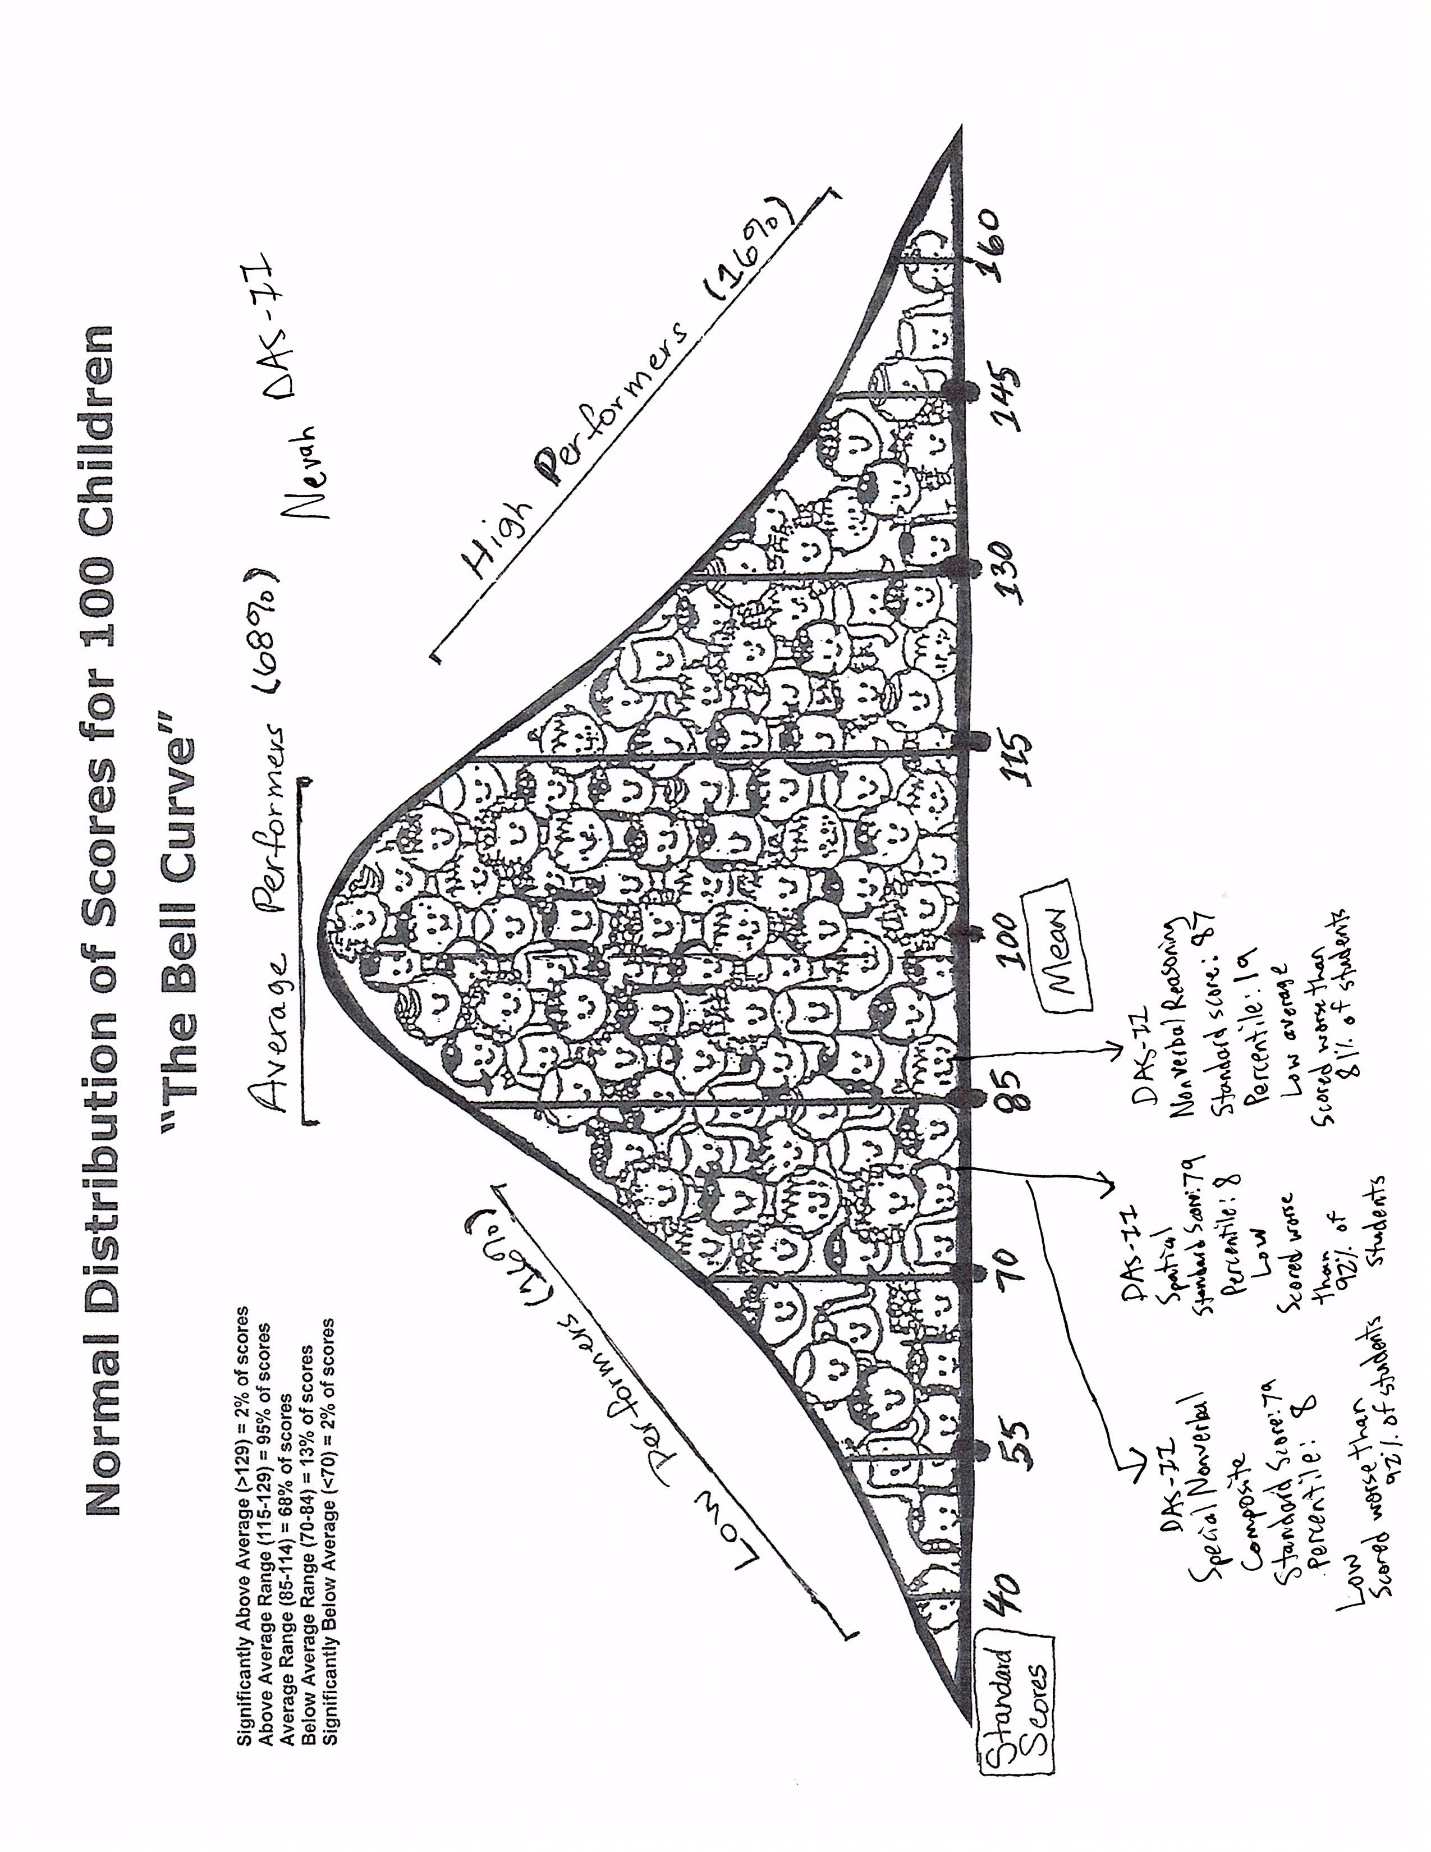 Normal Distribution of Scores for 100 Children
"The Bell Curve"
Significantly Above Average (>129) = 2% of scores
Above Average Range (115-129) = 95% of scores
Average Range (85-114) = 68% of scores
Below Average Range (70-84) = 13% of scores
Significantly Below Average (<70) = 2% of scores
Average Performers (68%)
Nevah DAS-II
Low Performers (16%)
High Performers (16%)
Standard
Scores
40 55 70 85 100 115 130 145 160
Mean
DAS-II
Special Nonverbal
Composite
Standard Score: 79
Percentile: 8
Low
Scored worse than
92% of students
DAS-II
Spatial
Standard Score: 79
Percentile: 8
Low
Scored worse
than of
92%
students
DAS-II
Nonverbal Reasoning
Standard score: 87
Percentile: 19
Low average
Scored worse than
81% of students